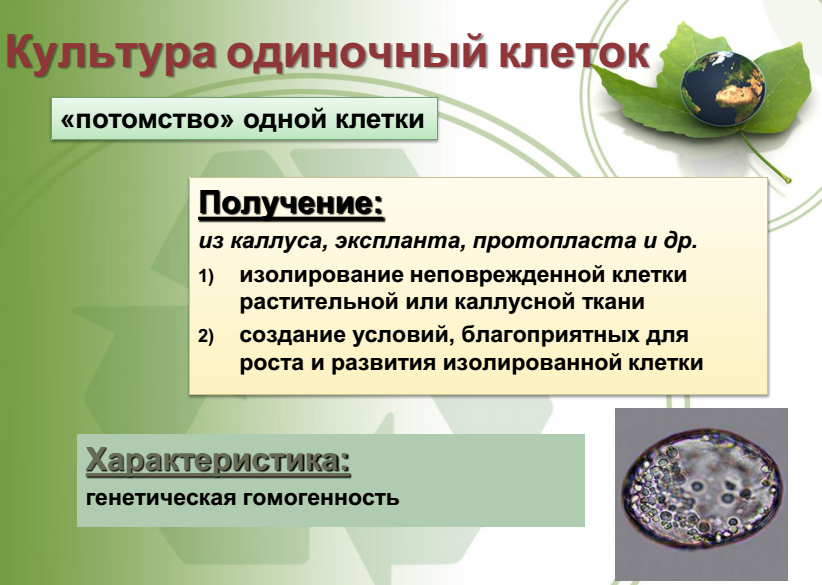 Культура одиночный клеток
«потомство» одной клетки
Получение:
из каллуса, экспланта, протопласта и др.
1) изолирование неповрежденной клетки
растительной или каллусной ткани
2) создание условий, благоприятных для
роста и развития изолированной клетки
Характеристика:
генетическая гомогенность